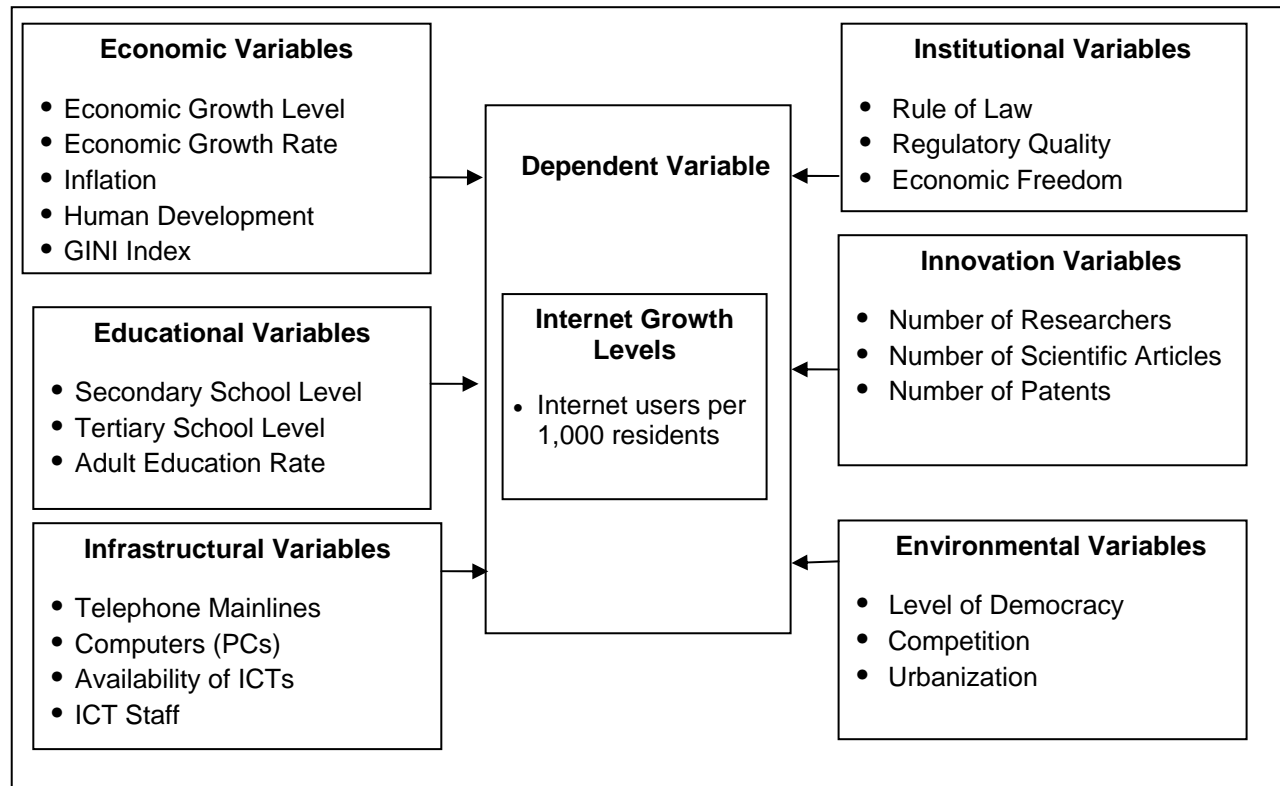 Economic Variables
• Economic Growth Level
• Economic Growth Rate
• Inflation
• Human Development
• GINI Index
Educational Variables
• Secondary School Level
• Tertiary School Level
• Adult Education Rate
Infrastructural Variables
• Telephone Mainlines
• Computers (PCs)
• Availability of ICTs
• ICT Staff
Dependent Variable
Internet Growth
Levels
• Internet users per
1,000 residents
Institutional Variables
• Rule of Law
• Regulatory Quality
• Economic Freedom
Innovation Variables
• Number of Researchers
• Number of Scientific Articles
• Number of Patents
Environmental Variables
• Level of Democracy
• Competition
• Urbanization